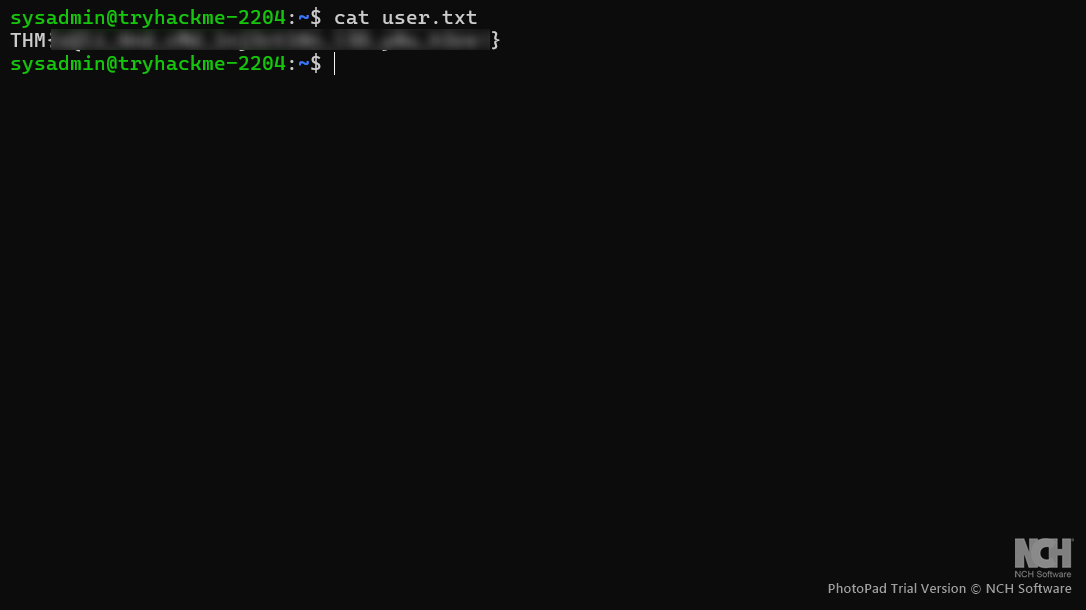 sysadmin@tryhackme-2204:~$ cat user.txt
THM{ }
sysadmin@tryhackme-2204:~$
NCH
NCH Software
PhotoPad Trial Version © NCH Software